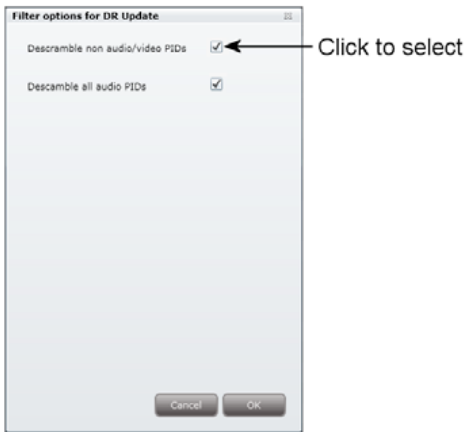 Filter options for DR Update
Descramble non audio/video PIDs
Click to select
Descamble all audio PIDs
Cancel
OK